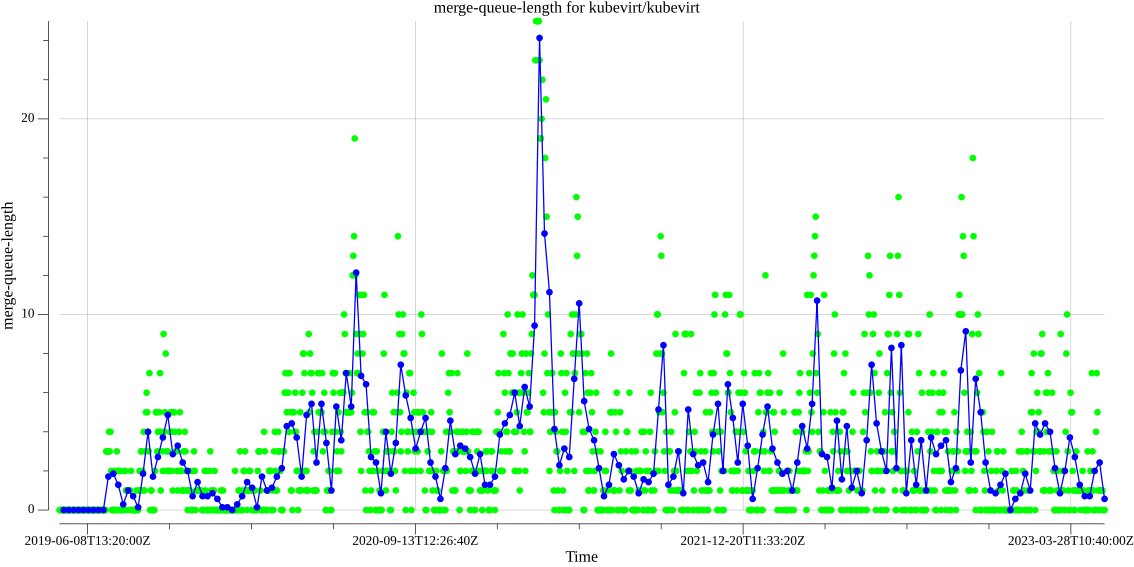 merge-queue-length for kubevirt/kubevirt
merge-queue-length
20
10
0
2019-06-08T13:20:00Z
2020-09-13T12:26:40Z
2021-12-20T11:33:20Z
2023-03-28T10:40:00Z
Time